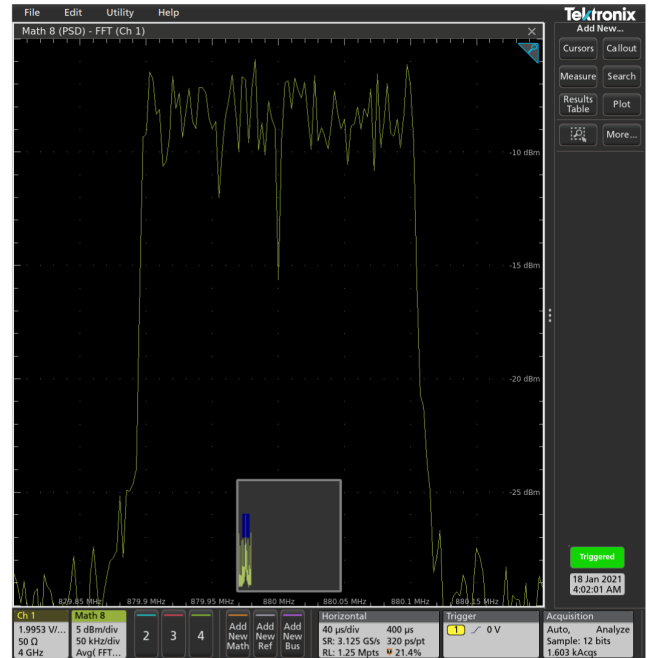 File Edit Utility Help
Tektronix
Math 8 (PSD) - FFT (Ch 1)
Add New...
Cursors Callout
Measure Search
Results Table Plot
More...
-10 dBm
-15 dBm
-20 dBm
-25 dBm
879.85 MHz 879.9 MHz 879.95 MHz 880 MHz 880.05 MHz 880.1 MHz 880.15 MHz
Triggered
18 Jan 2021
4:02:01 AM
Ch 1
1.9953 V/...
50 Ω
4 GHz
Math 8
5 dBm/div
50 kHz/div
Avg( FFT...
2
3
4
Add New Math
Add New Ref
Add New Bus
Horizontal
40 µs/div 400 µs
SR: 3.125 GS/s 320 ps/pt
RL: 1.25 Mpts 21.4%
Trigger
1 0 V
Acquisition
Auto, Analyze
Sample: 12 bits
1.603 kAcqs